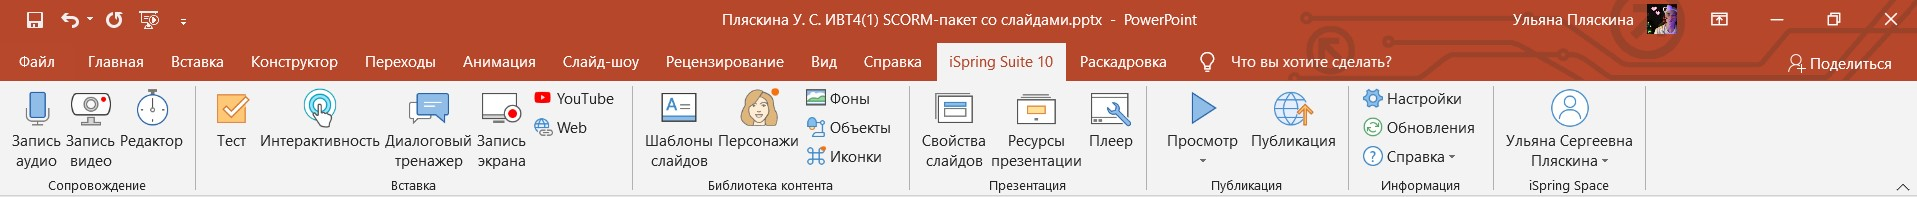 Пляскина У. С. ИВТ4(1) SCORM-пакет со слайдами.pptx - PowerPoint
Ульяна Пляскина
Файл Главная Вставка Конструктор Переходы Анимация Слайд-шоу Рецензирование Вид Справка iSpring Suite 10 Раскадровка Что вы хотите сделать? Поделиться
Запись аудио
Запись видео
Редактор
Сопровождение
Тест
Интерактивность
Диалоговый тренажер
Запись экрана
YouTube
Web
Вставка
Шаблоны слайдов
Персонажи
Фоны
Объекты
Иконки
Библиотека контента
Свойства слайдов
Ресурсы презентации
Плеер
Презентация
Просмотр
Публикация
Публикация
Настройки
Обновления
Справка
Информация
Ульяна Сергеевна Пляскина
iSpring Space